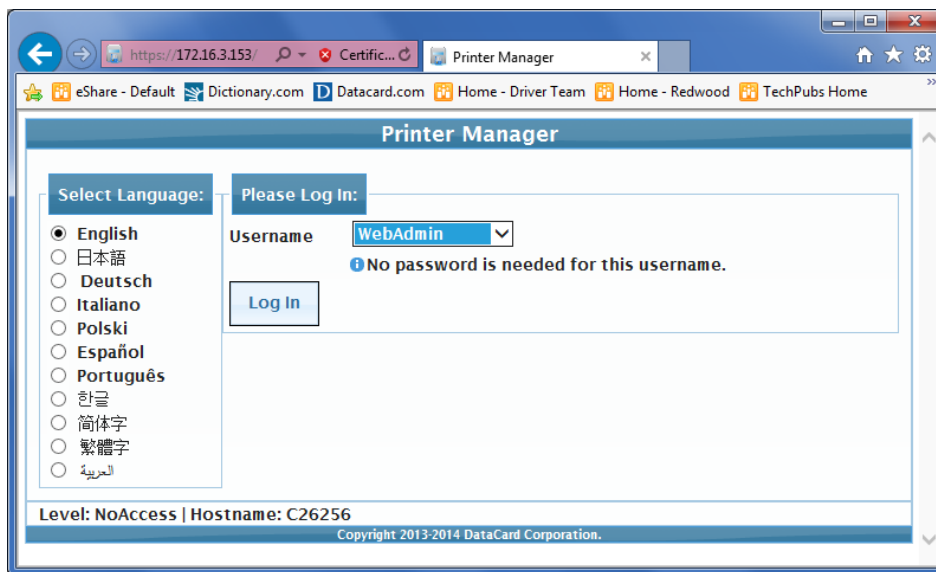 https://172.16.3.153/ Certific... Printer Manager
eShare - Default Dictionary.com Datacard.com Home - Driver Team Home - Redwood TechPubs Home
Printer Manager
Select Language:
English
日本語
Deutsch
Italiano
Polski
Español
Português
한글
简体字
繁體字
العربية
Please Log In:
Username WebAdmin
No password is needed for this username.
Log In
Level: NoAccess | Hostname: C26256
Copyright 2013-2014 DataCard Corporation.